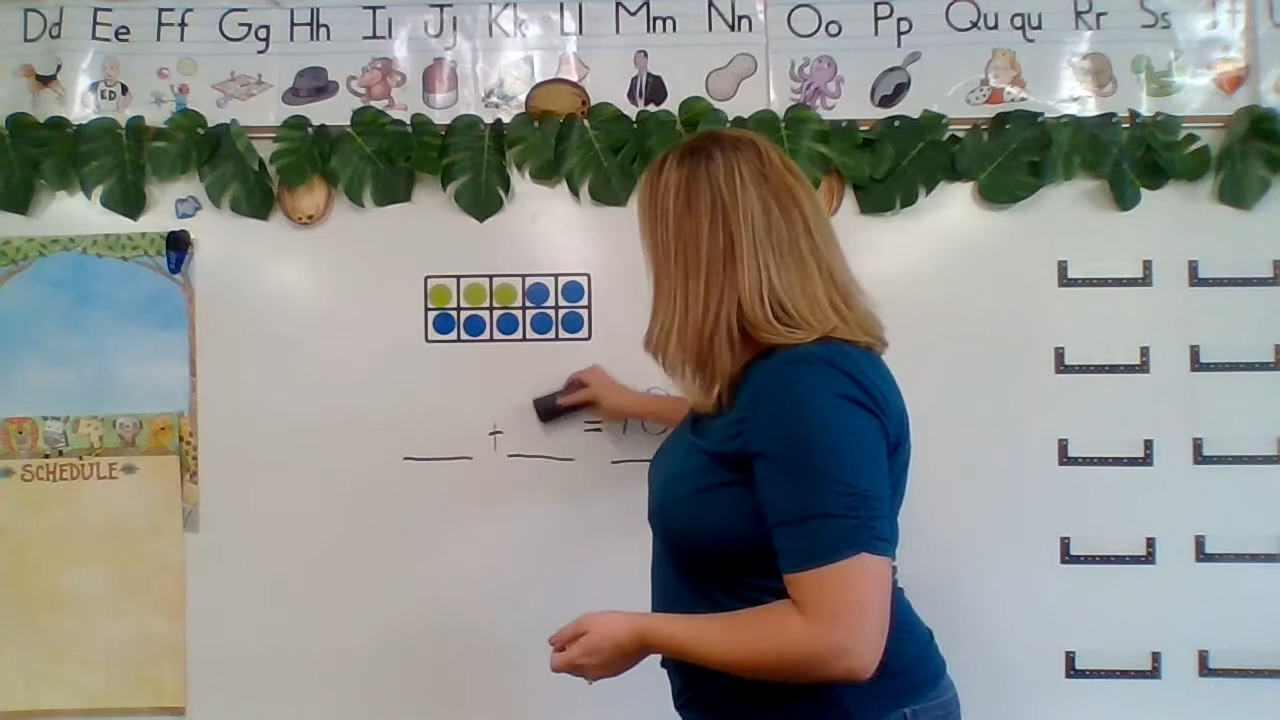 Dd Ee Ff Gg Hh Ii Jj Kk Ll Mm Nn Oo Pp Qu qu Rr Ss
ED
+ = 10
SCHEDULE